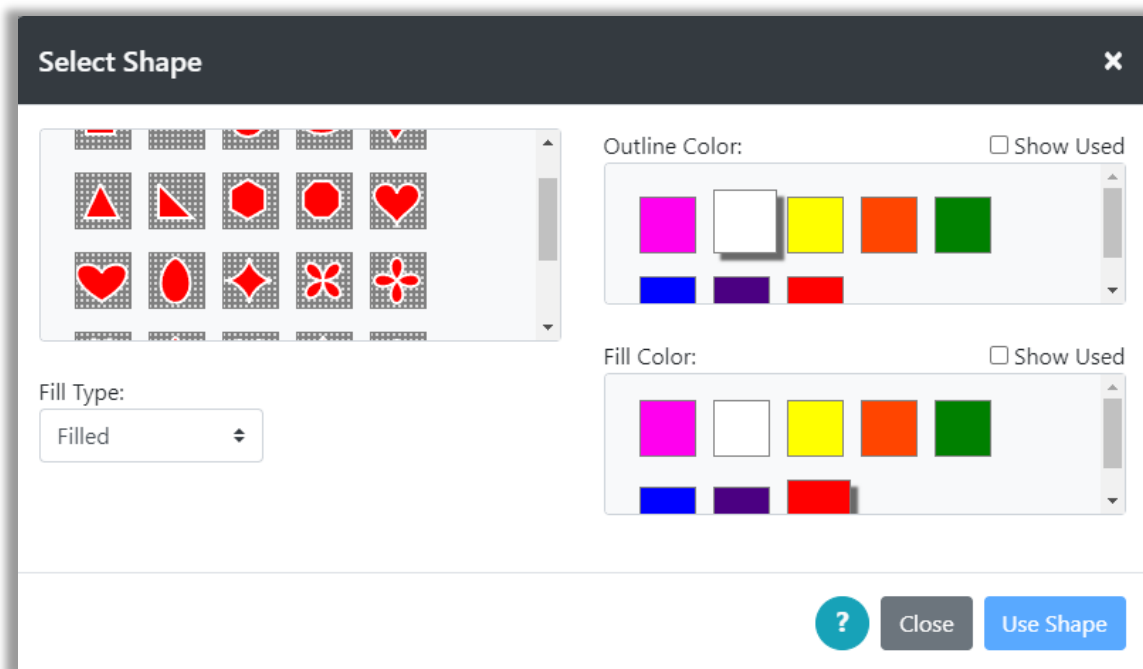 Select Shape
Outline Color:
Show Used
Fill Type:
Filled
Fill Color:
Show Used
?
Close
Use Shape